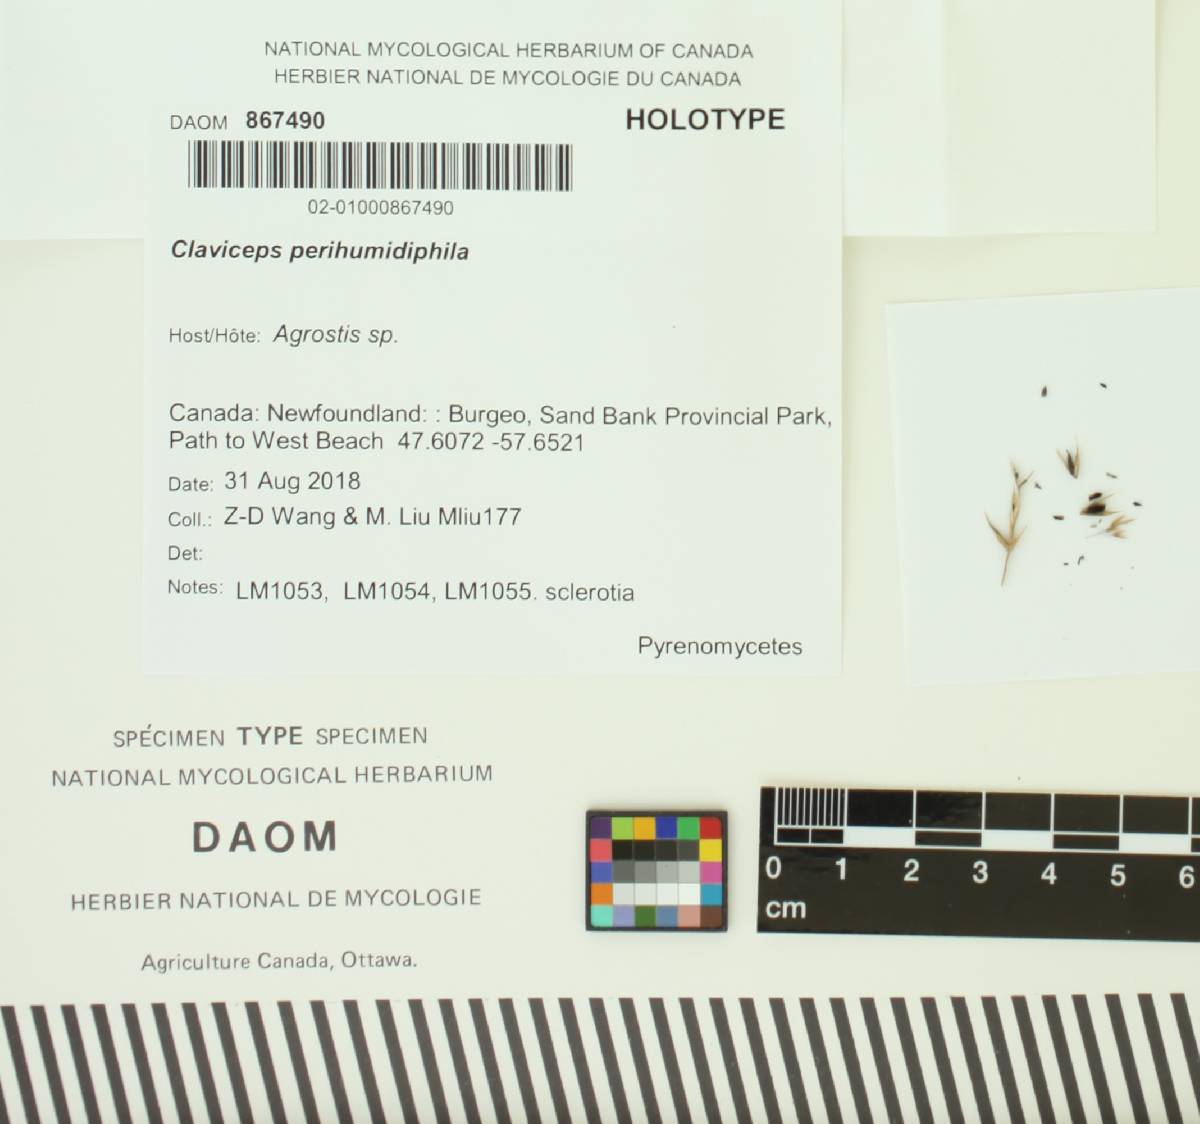 NATIONAL MYCOLOGICAL HERBARIUM OF CANADA
HERBIER NATIONAL DE MYCOLOGIE DU CANADA
DAOM 867490 HOLOTYPE
02-01000867490
Claviceps perihumidiphila
Host/Hôte: Agrostis sp.
Canada: Newfoundland: : Burgeo, Sand Bank Provincial Park,
Path to West Beach 47.6072 -57.6521
Date: 31 Aug 2018
Coll.: Z-D Wang & M. Liu Mliu177
Det:
Notes: LM1053, LM1054, LM1055. sclerotia
Pyrenomycetes
SPÉCIMEN TYPE SPECIMEN
NATIONAL MYCOLOGICAL HERBARIUM
DAOM
HERBIER NATIONAL DE MYCOLOGIE
Agriculture Canada, Ottawa.
0 1 2 3 4 5 6
cm